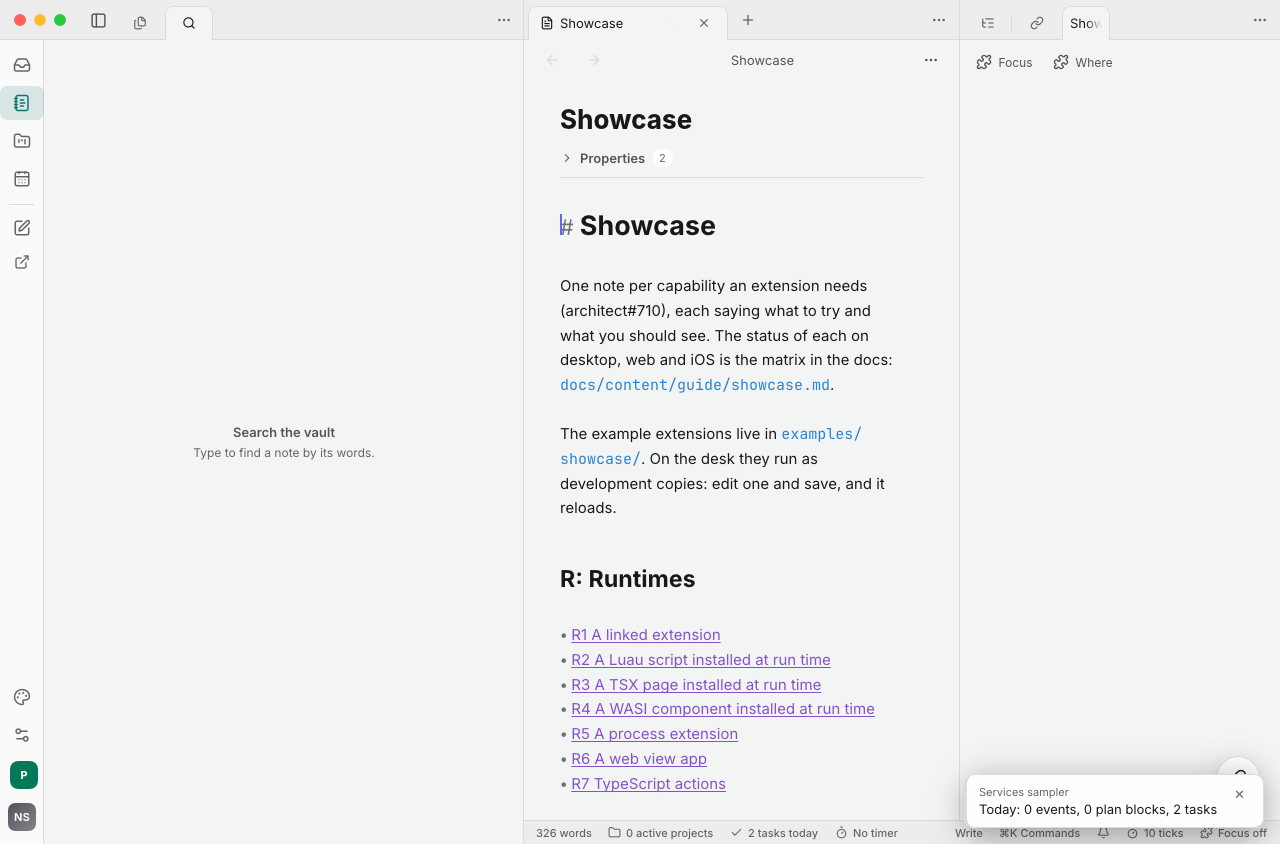 Showcase
Show
Showcase
Focus
Where
Showcase
Properties 2
# Showcase
One note per capability an extension needs
(architect#710), each saying what to try and
what you should see. The status of each on
desktop, web and iOS is the matrix in the docs:
docs/content/guide/showcase.md.
The example extensions live in examples/
showcase/. On the desk they run as
development copies: edit one and save, and it
reloads.
R: Runtimes
• R1 A linked extension
• R2 A Luau script installed at run time
• R3 A TSX page installed at run time
• R4 A WASI component installed at run time
• R5 A process extension
• R6 A web view app
• R7 TypeScript actions
Search the vault
Type to find a note by its words.
P
NS
Services sampler
Today: 0 events, 0 plan blocks, 2 tasks
326 words
0 active projects
2 tasks today
No timer
Write
⌘K Commands
10 ticks
Focus off